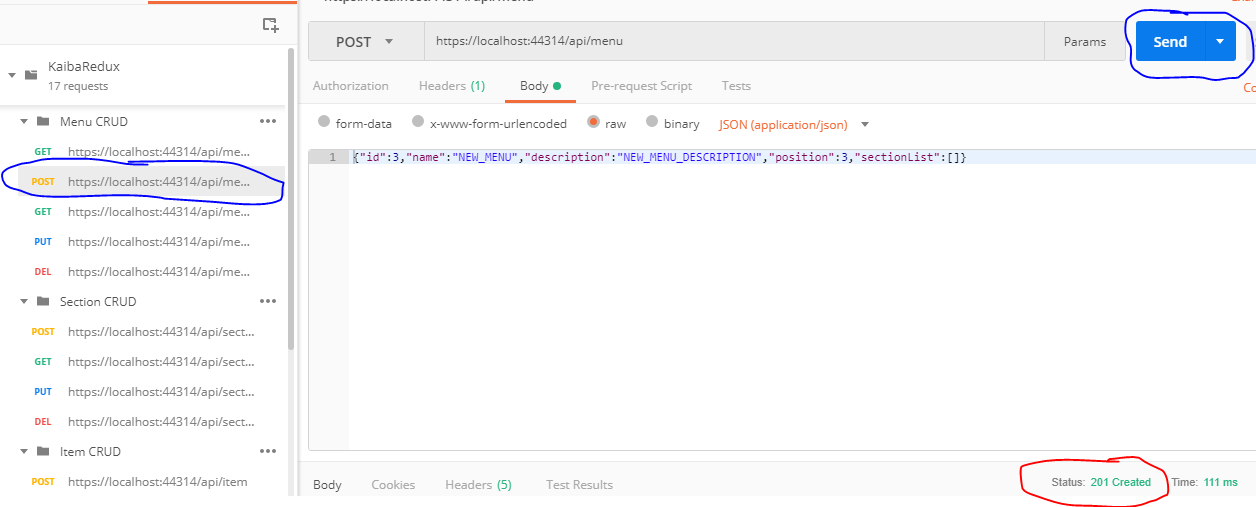 POST
https://localhost:44314/api/menu
Params
Send
KaibaRedux
17 requests
Authorization
Headers (1)
Body
Pre-request Script
Tests
form-data
x-www-form-urlencoded
raw
binary
JSON (application/json)
1 {"id":3,"name":"NEW_MENU","description":"NEW_MENU_DESCRIPTION","position":3,"sectionList":[]}
Menu CRUD
GET https://localhost:44314/api/me...
POST https://localhost:44314/api/me...
GET https://localhost:44314/api/me...
PUT https://localhost:44314/api/me...
DEL https://localhost:44314/api/me...
Section CRUD
POST https://localhost:44314/api/sect...
GET https://localhost:44314/api/sect...
PUT https://localhost:44314/api/sect...
DEL https://localhost:44314/api/sect...
Item CRUD
POST https://localhost:44314/api/item
Body
Cookies
Headers (5)
Test Results
Status: 201 Created
Time: 111 ms